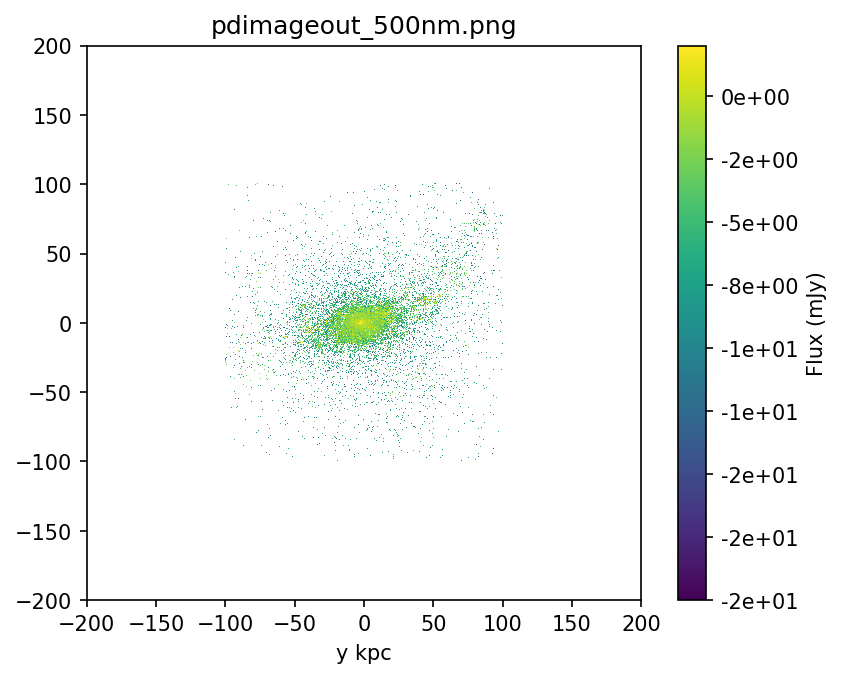 pdimageout_500nm.png
200
150
100
50
0
−50
−100
−150
−200
−200 −150 −100 −50 0 50 100 150 200
y kpc
0e+00
-2e+00
-5e+00
-8e+00
-1e+01
-1e+01
-2e+01
-2e+01
-2e+01
Flux (mJy)